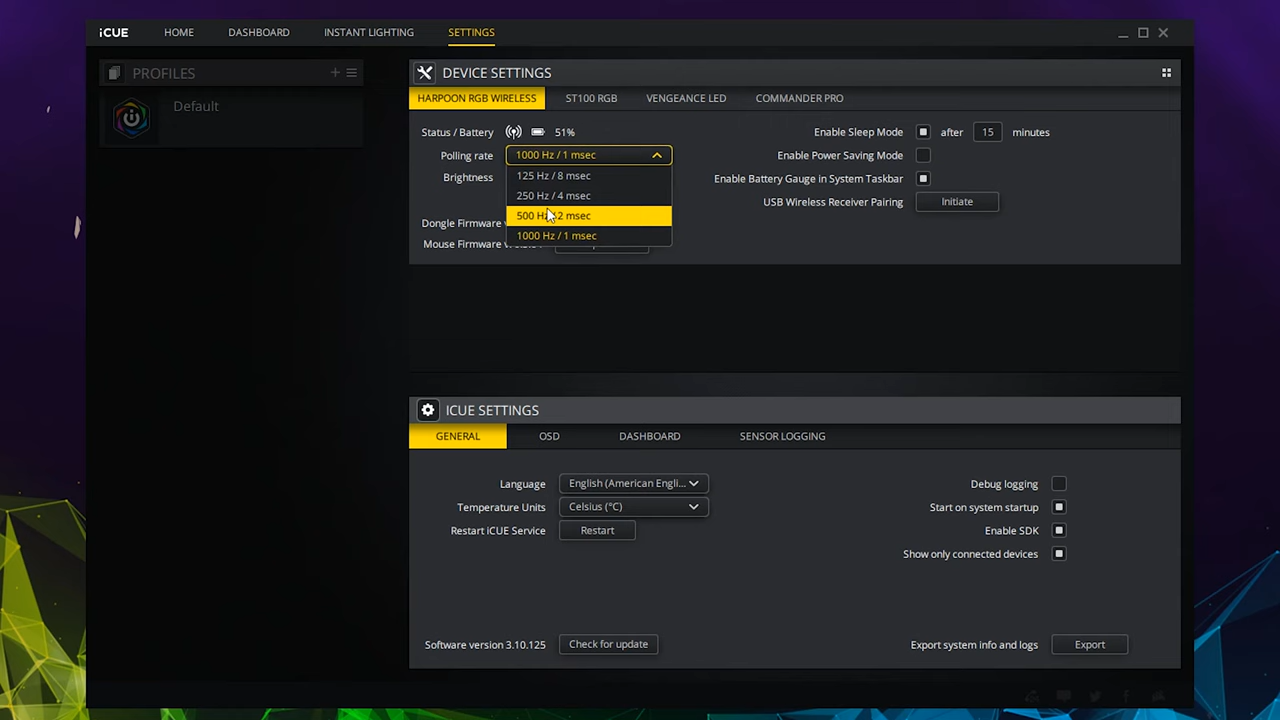 iCUE HOME DASHBOARD INSTANT LIGHTING SETTINGS
PROFILES
Default
DEVICE SETTINGS
HARPOON RGB WIRELESS ST100 RGB VENGEANCE LED COMMANDER PRO
Status / Battery 51%
Polling rate 1000 Hz / 1 msec
125 Hz / 8 msec
250 Hz / 4 msec
500 Hz / 2 msec
1000 Hz / 1 msec
Brightness
Dongle Firmware
Mouse Firmware
Enable Sleep Mode after 15 minutes
Enable Power Saving Mode
Enable Battery Gauge in System Taskbar
USB Wireless Receiver Pairing Initiate
ICUE SETTINGS
GENERAL OSD DASHBOARD SENSOR LOGGING
Language English (American Engli...
Temperature Units Celsius (°C)
Restart iCUE Service Restart
Debug logging
Start on system startup
Enable SDK
Show only connected devices
Software version 3.10.125 Check for update
Export system info and logs Export